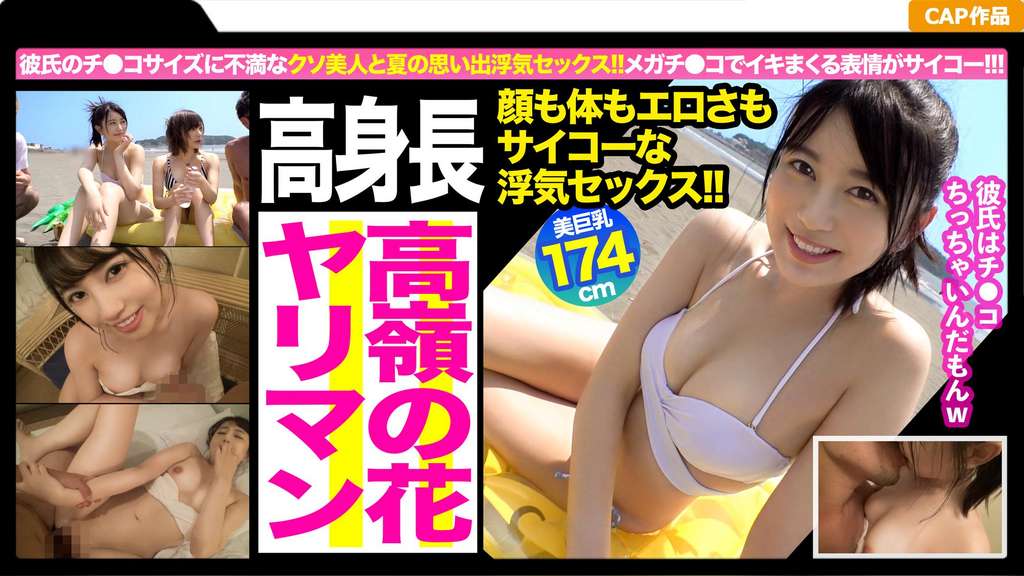 CAP作品
彼氏のチ●コサイズに不満なクソ美人と夏の思い出浮気セックス!!メガチ●コでイキまくる表情がサイコー!!!
高身長
高嶺の花
ヤリマン
顔も体もエロさも
サイコーな
浮気セックス!!
美巨乳
174
cm
彼氏はチ●コ
ちっちゃいんだもんw